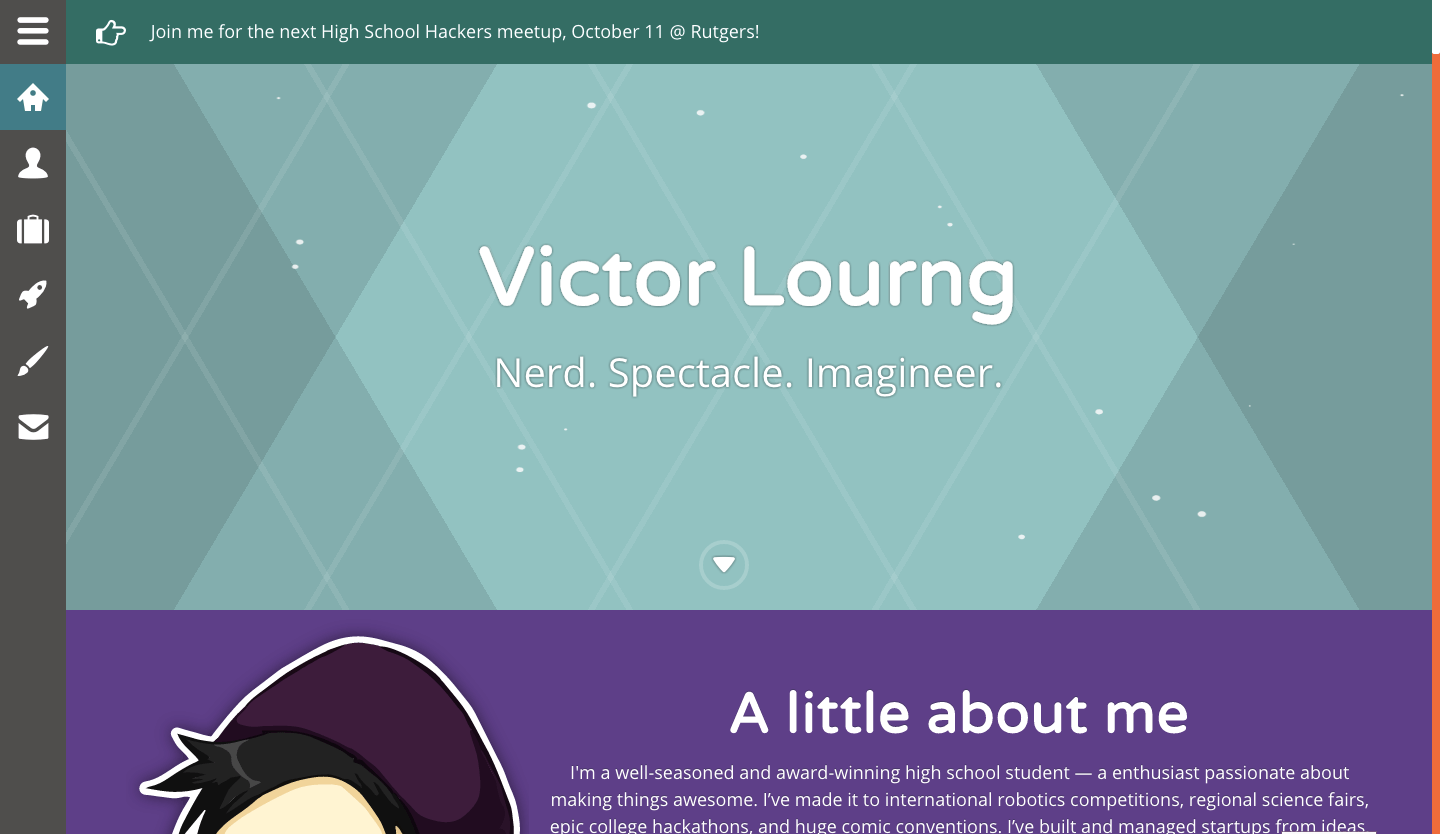 Join me for the next High School Hackers meetup, October 11 @ Rutgers!
Victor Lourng
Nerd. Spectacle. Imagineer.
A little about me
I'm a well-seasoned and award-winning high school student — a enthusiast passionate about
making things awesome. I’ve made it to international robotics competitions, regional science fairs,
epic college hackathons, and huge comic conventions. I’ve built and managed startups from ideas